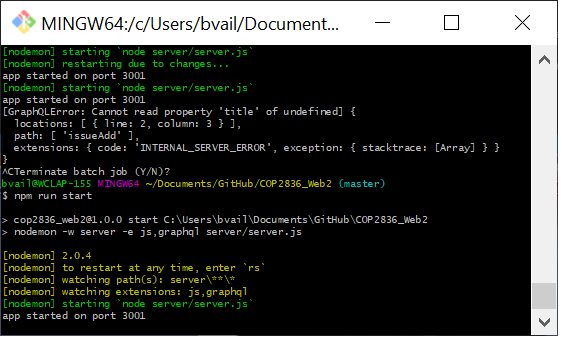 MINGW64:/c/Users/bvail/Document...
[nodemon] starting `node server/server.js`
[nodemon] restarting due to changes...
app started on port 3001
[nodemon] starting `node server/server.js`
app started on port 3001
[GraphQLError: Cannot read property 'title' of undefined] {
  locations: [ { line: 2, column: 3 } ],
  path: [ 'issueAdd' ],
  extensions: { code: 'INTERNAL_SERVER_ERROR', exception: { stacktrace: [Array] } }
}
^CTerminate batch job (Y/N)?
bvail@WCLAP-155 MINGW64 ~/Documents/GitHub/COP2836_Web2 (master)
$ npm run start
> cop2836_web2@1.0.0 start C:\Users\bvail\Documents\GitHub\COP2836_Web2
> nodemon -w server -e js,graphql server/server.js
[nodemon] 2.0.4
[nodemon] to restart at any time, enter `rs`
[nodemon] watching path(s): server\**\*
[nodemon] watching extensions: js,graphql
[nodemon] starting `node server/server.js`
app started on port 3001